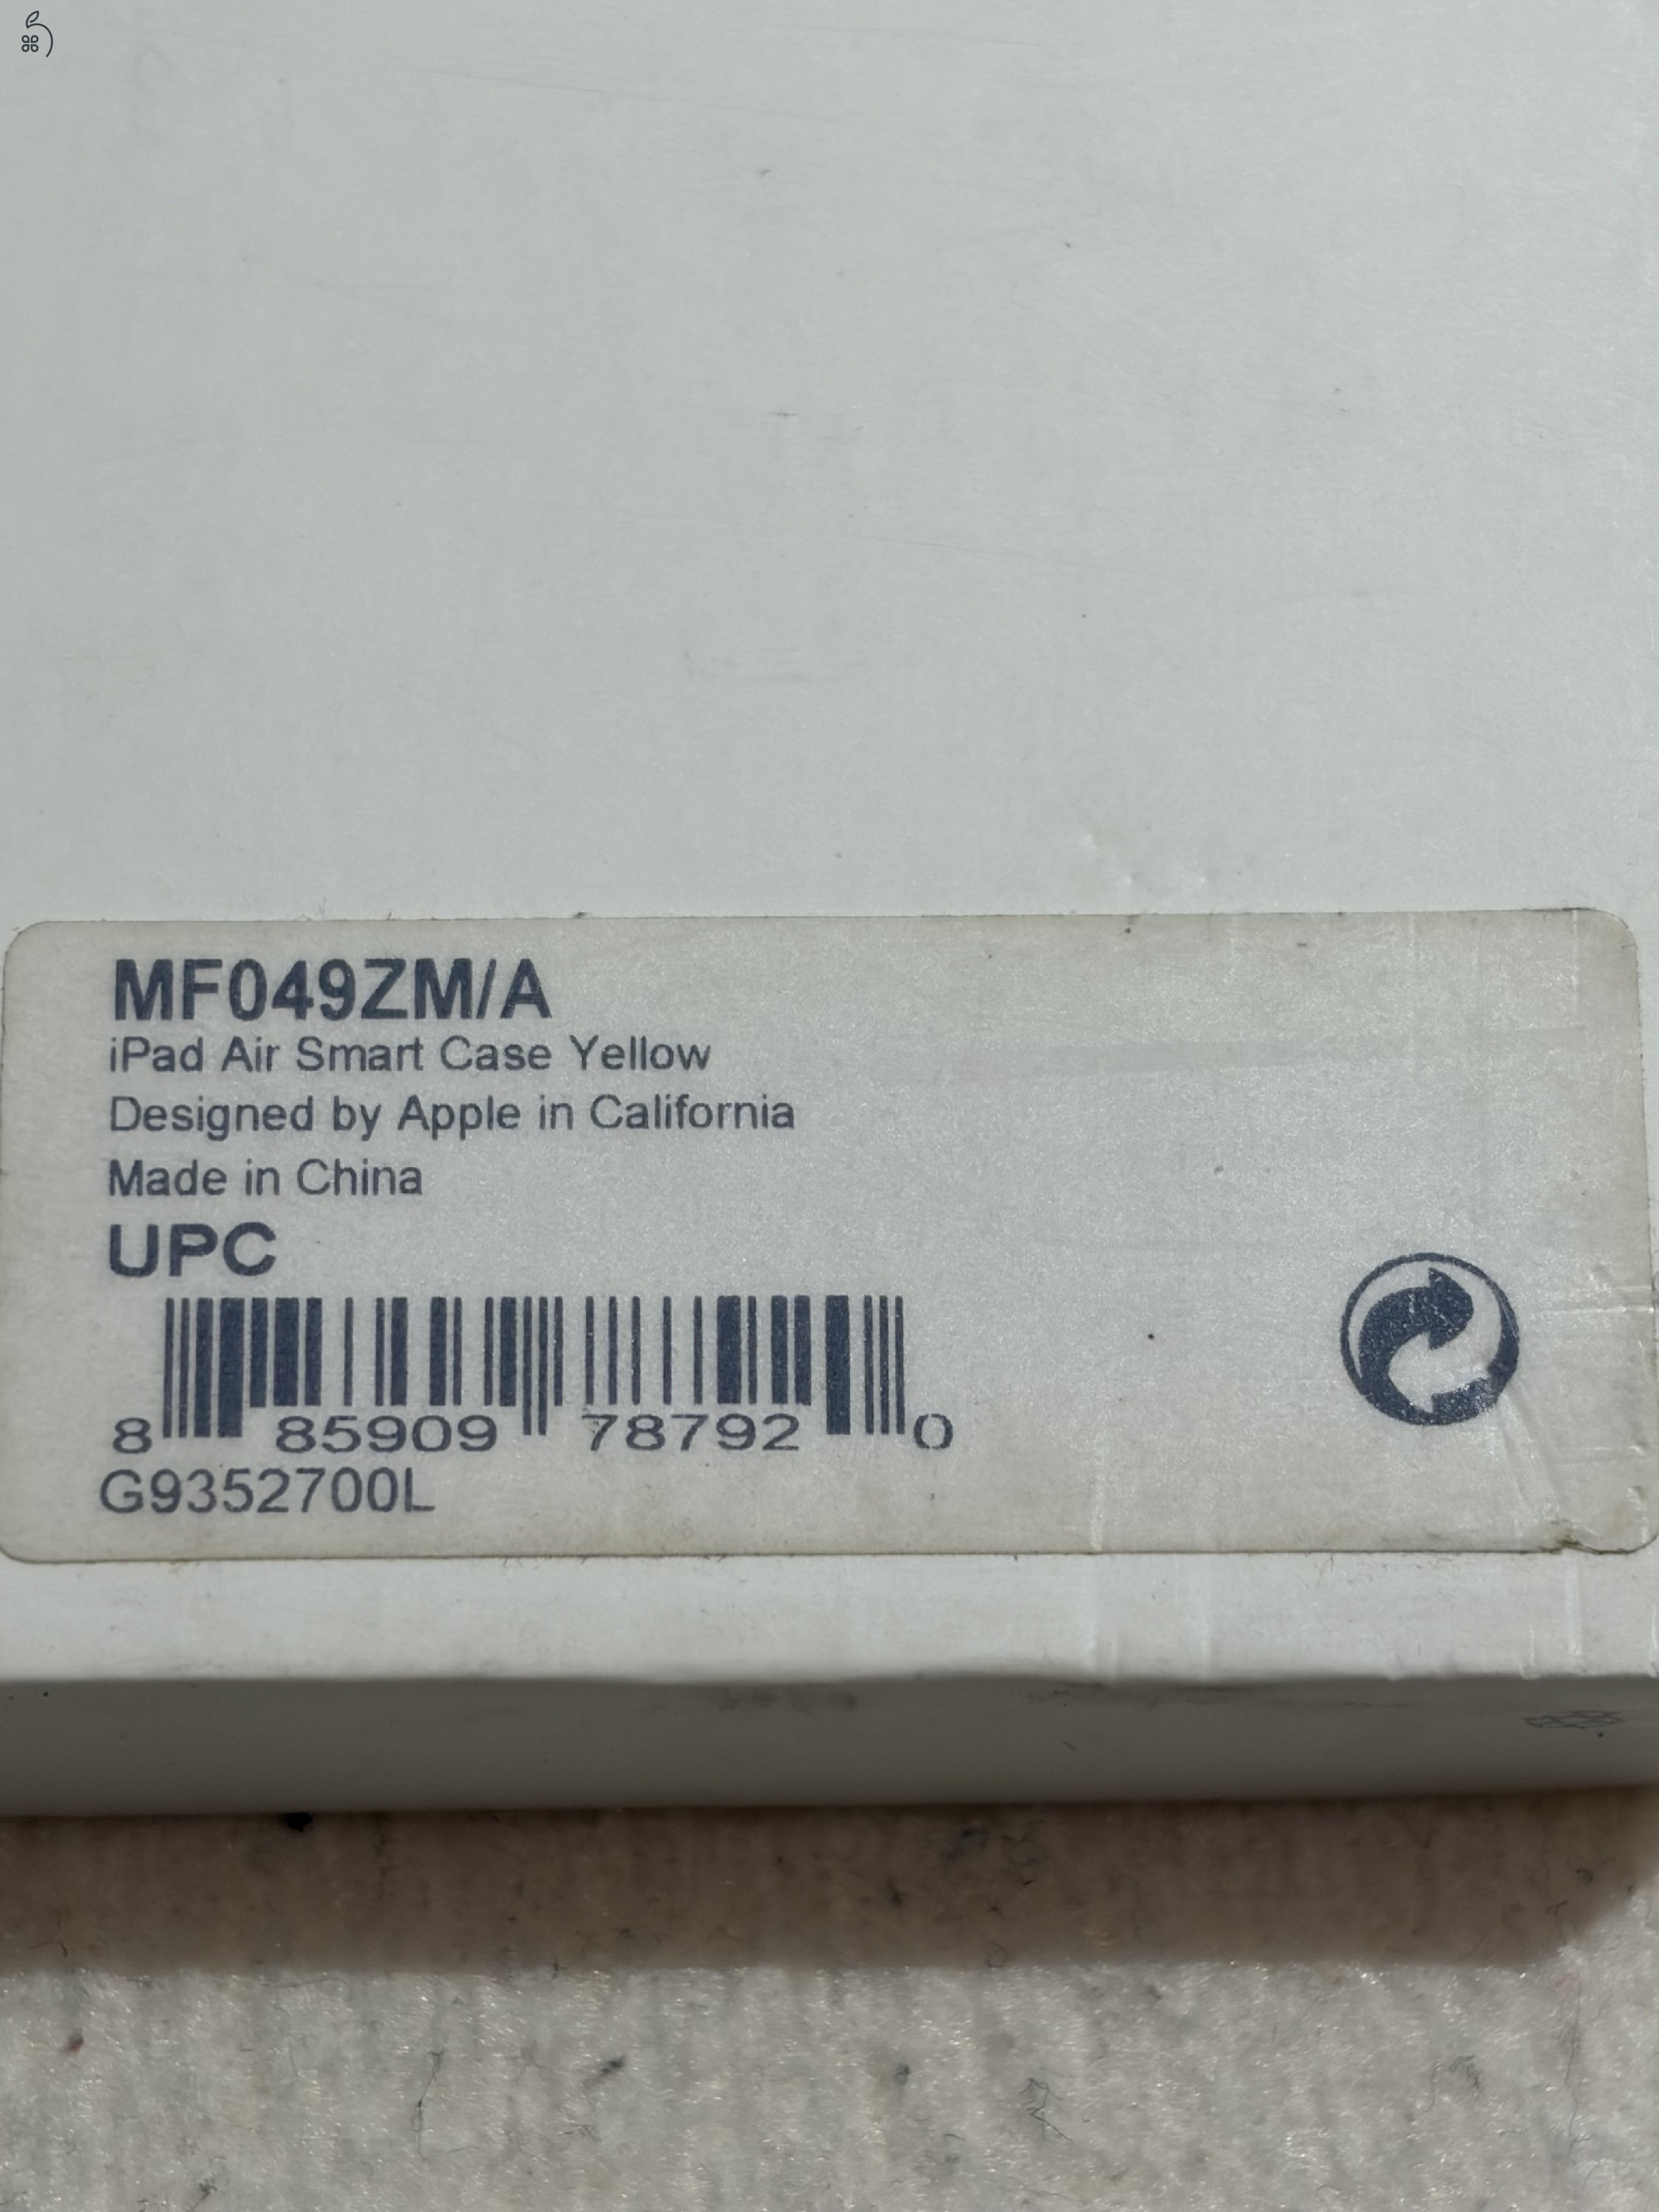 MF049ZM/A
iPad Air Smart Case Yellow
Designed by Apple in California
Made in China
UPC
8 85909 78792 0
G9352700L